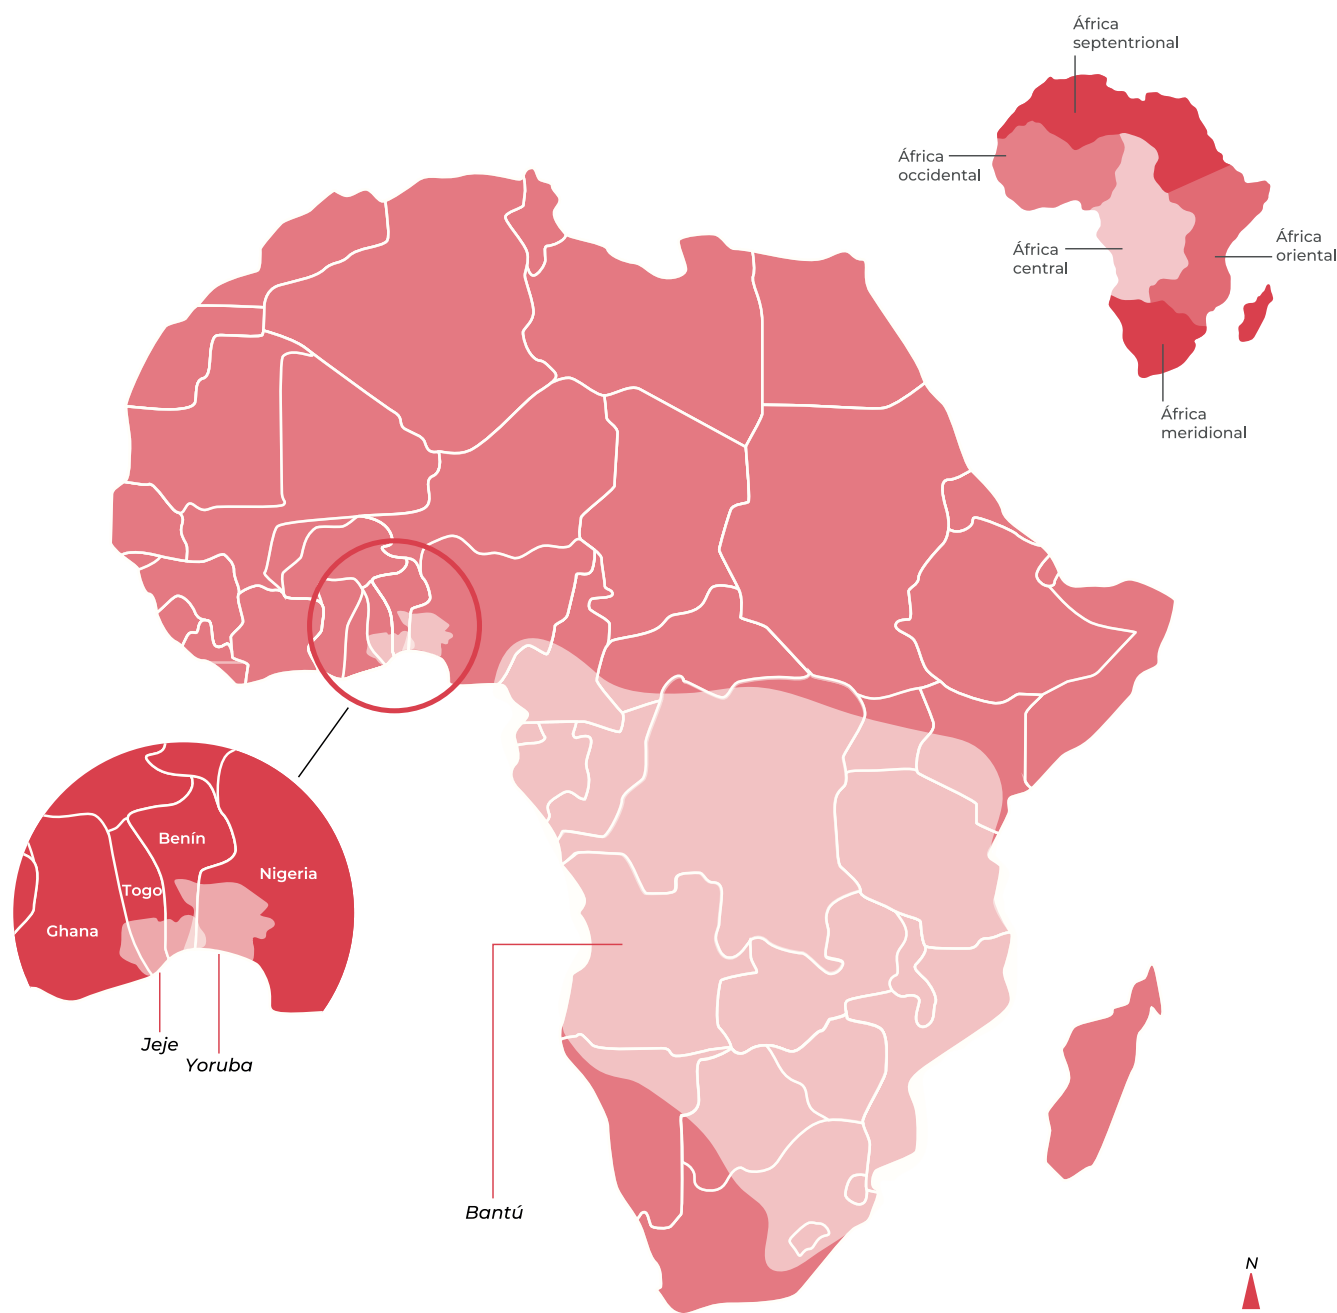 África
septentrional
África
occidental
África
central
África
oriental
África
meridional
Benín
Togo
Nigeria
Ghana
Jeje
Yoruba
Bantú
N